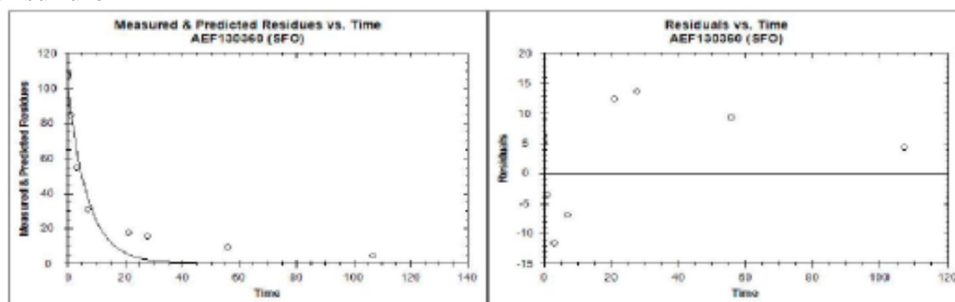 Measured & Predicted Residues vs. Time
AEF130360 (SFO)
Measured & Predicted Residues
120
100
80
60
40
20
0
0 20 40 60 80 100 120 140
Time
Residuals vs. Time
AEF130360 (SFO)
Residuals
20
15
10
5
0
-5
-10
-15
0 20 40 60 80 100 120
Time